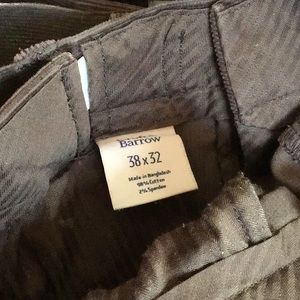 Barrow
38 x 32
Made in Bangladesh
98% Cotton
2% Spandex